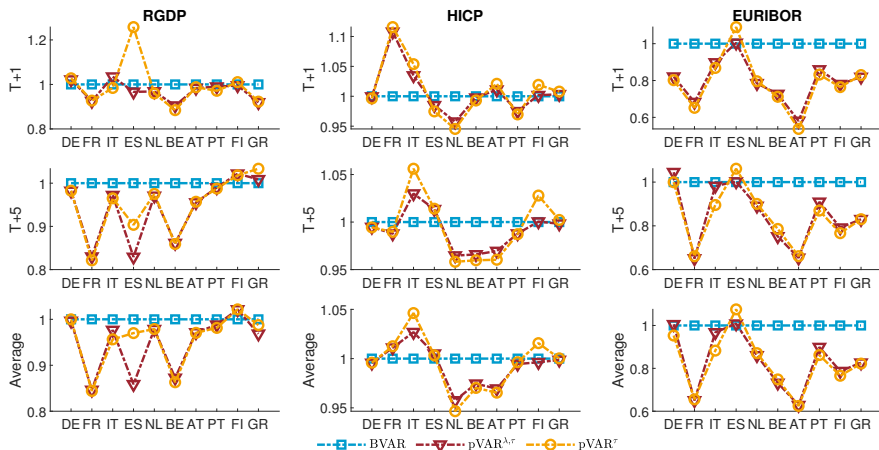 RGDP HICP EURIBOR
T+1 1.2 1 0.8
DE FR IT ES NL BE AT PT FI GR
T+1 1.1 1.05 1 0.95
DE FR IT ES NL BE AT PT FI GR
T+1 1 0.8 0.6
DE FR IT ES NL BE AT PT FI GR
T+5 1 0.9 0.8
DE FR IT ES NL BE AT PT FI GR
T+5 1.05 1 0.95
DE FR IT ES NL BE AT PT FI GR
T+5 1 0.8 0.6
DE FR IT ES NL BE AT PT FI GR
Average 1 0.9 0.8
DE FR IT ES NL BE AT PT FI GR
Average 1.05 1 0.95
DE FR IT ES NL BE AT PT FI GR
Average 1 0.8 0.6
DE FR IT ES NL BE AT PT FI GR
BVAR pVAR^{λ,τ} pVAR^τ